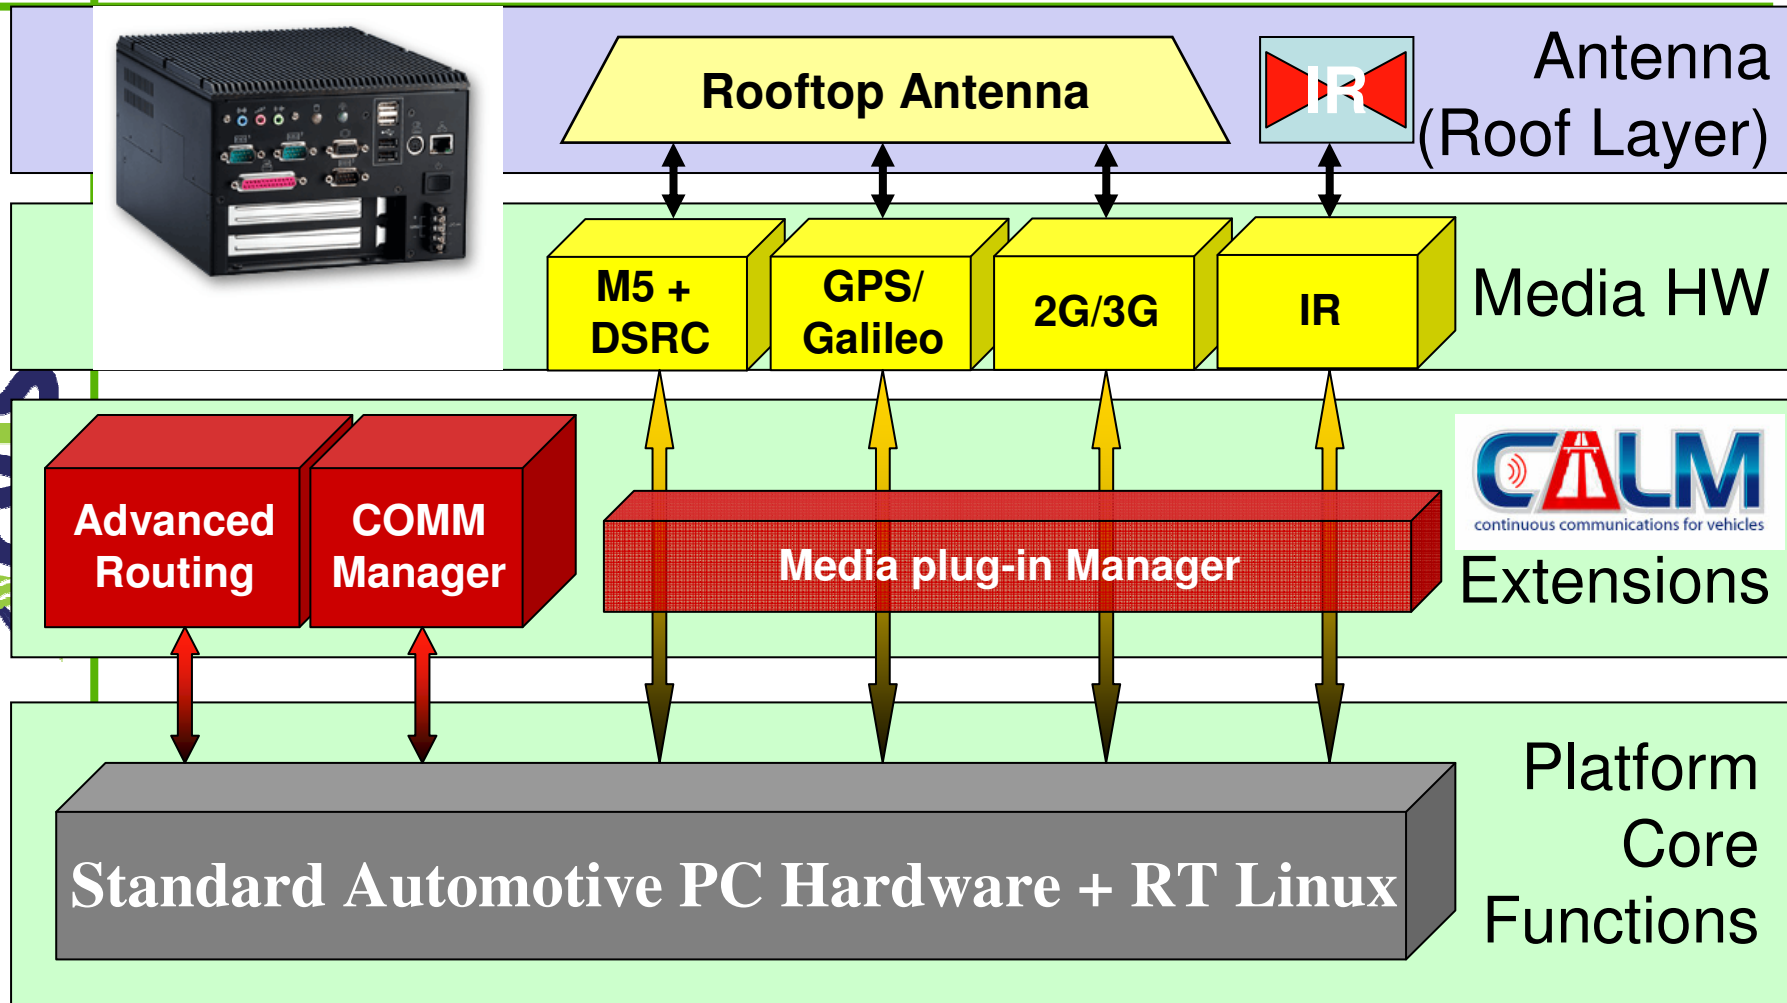 Rooftop Antenna
IR
Antenna
(Roof Layer)
M5 +
DSRC
GPS/
Galileo
2G/3G
IR
Media HW
Advanced
Routing
COMM
Manager
Media plug-in Manager
CALM
continuous communications for vehicles
Extensions
Standard Automotive PC Hardware + RT Linux
Platform
Core
Functions